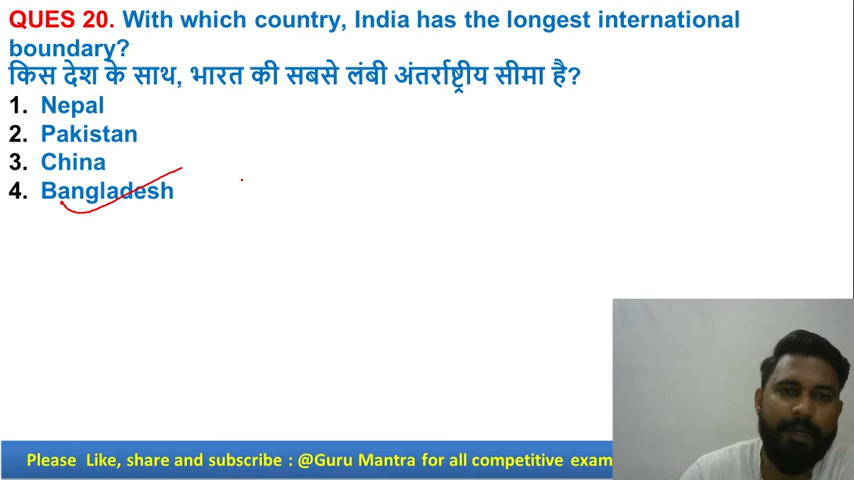 QUES 20. With which country, India has the longest international
boundary?
किस देश के साथ, भारत की सबसे लंबी अंतर्राष्ट्रीय सीमा है?
1. Nepal
2. Pakistan
3. China
4. Bangladesh
Please Like, share and subscribe : @Guru Mantra for all competitive exam